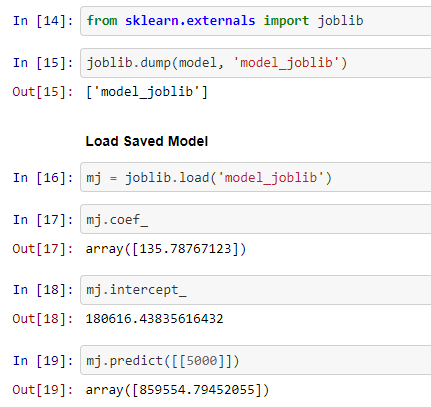 In [14]: from sklearn.externals import joblib
In [15]: joblib.dump(model, 'model_joblib')
Out[15]: ['model_joblib']
Load Saved Model
In [16]: mj = joblib.load('model_joblib')
In [17]: mj.coef_
Out[17]: array([135.78767123])
In [18]: mj.intercept_
Out[18]: 180616.43835616432
In [19]: mj.predict([[5000]])
Out[19]: array([859554.79452055])